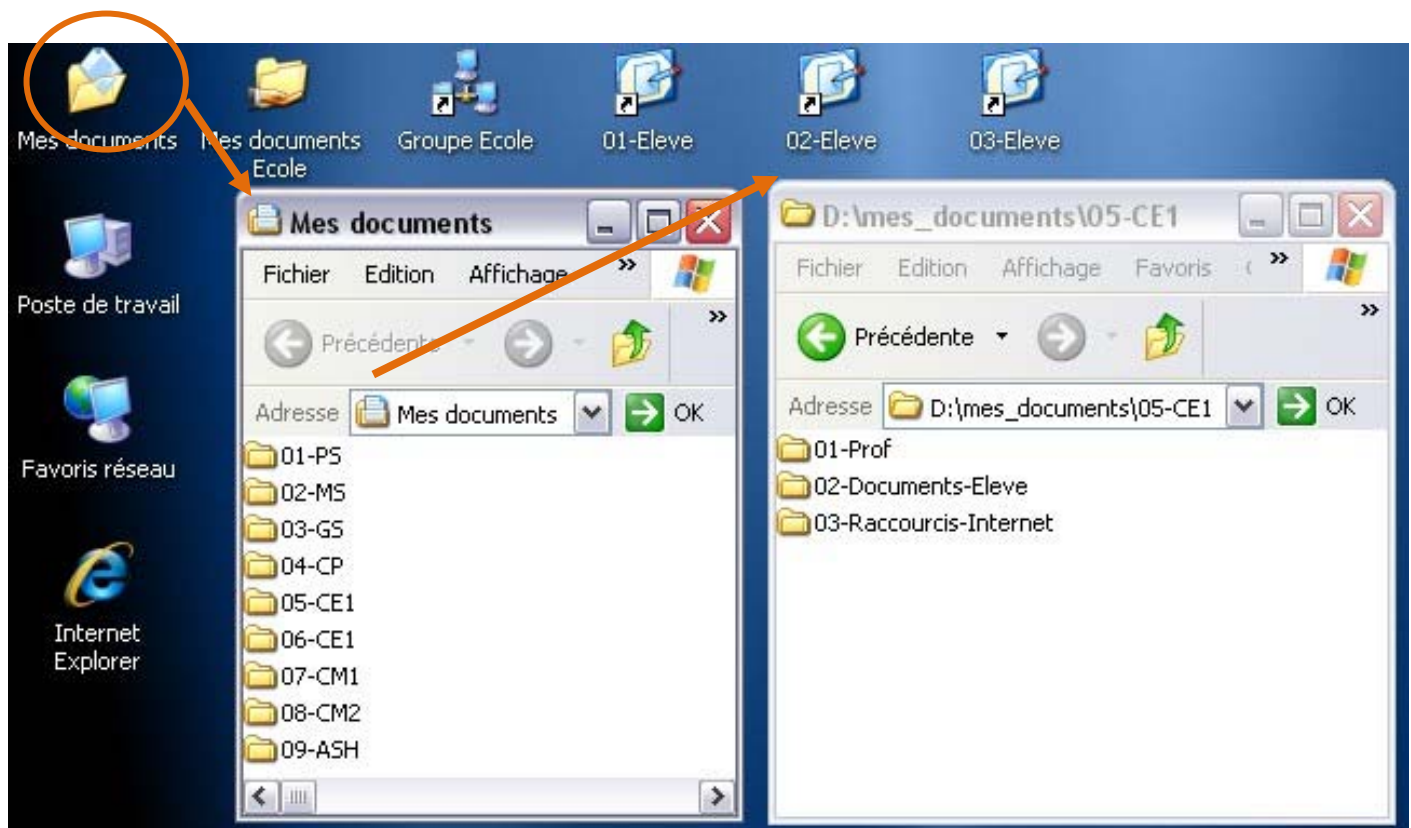 Mes documents
Mes documents
Ecole
Groupe Ecole
01-Eleve
02-Eleve
03-Eleve
Poste de travail
Favoris réseau
Internet
Explorer
Mes documents
Fichier Edition Affichage »
Précédente »
Adresse Mes documents OK
01-PS
02-MS
03-GS
04-CP
05-CE1
06-CE1
07-CM1
08-CM2
09-ASH
D:\mes_documents\05-CE1
Fichier Edition Affichage Favoris »
Précédente »
Adresse D:\mes_documents\05-CE1 OK
01-Prof
02-Documents-Eleve
03-Raccourcis-Internet